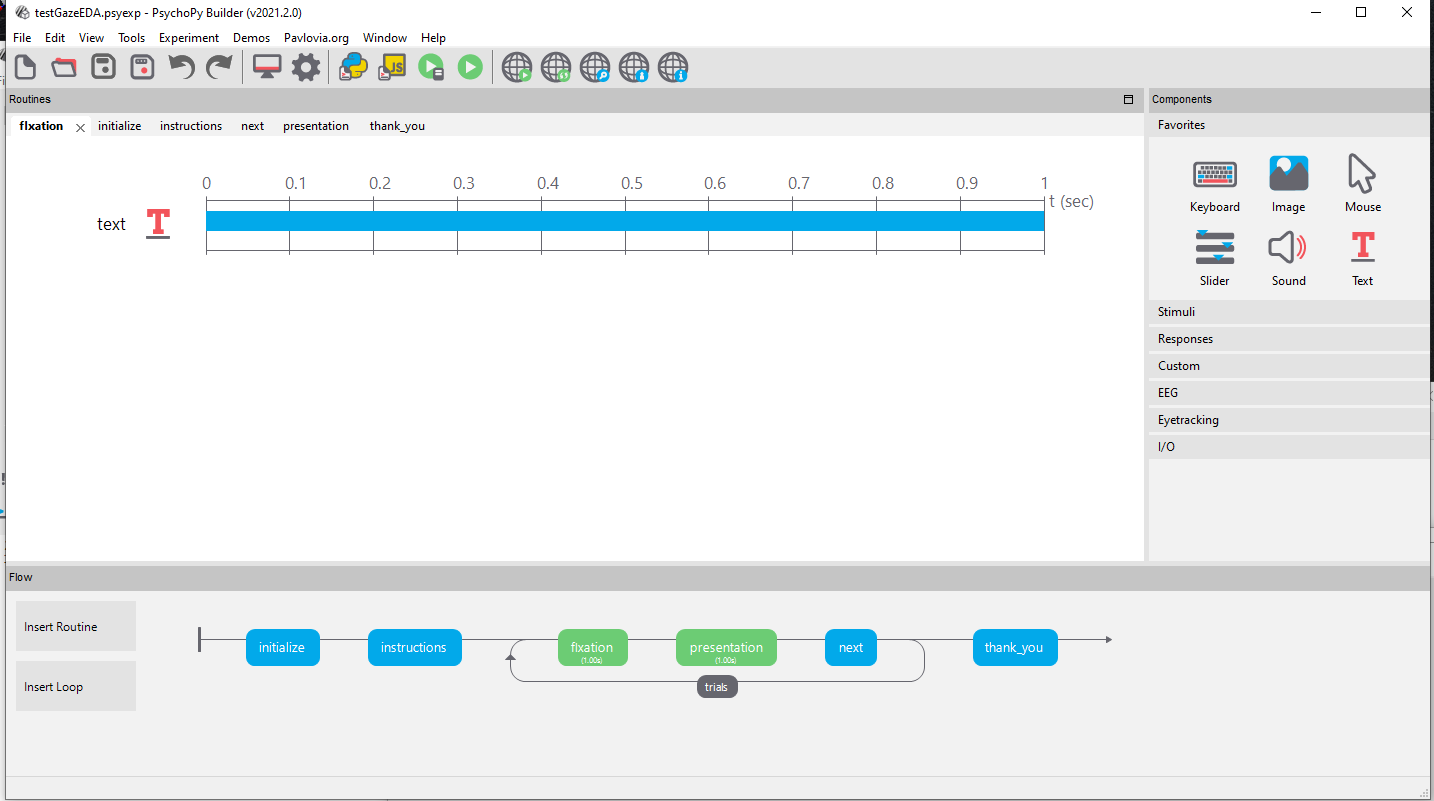 testGazeEDA.psyexp - PsychoPy Builder (v2021.2.0)
File Edit View Tools Experiment Demos Pavlovia.org Window Help
JS
Routines
flxation initialize instructions next presentation thank_you
0 0.1 0.2 0.3 0.4 0.5 0.6 0.7 0.8 0.9 1
t (sec)
text T
Components
Favorites
Keyboard Image Mouse
T
Slider Sound Text
Stimuli
Responses
Custom
EEG
Eyetracking
I/O
Flow
Insert Routine
Insert Loop
initialize instructions flxation presentation next thank_you
(1.00s) (1.00s)
trials